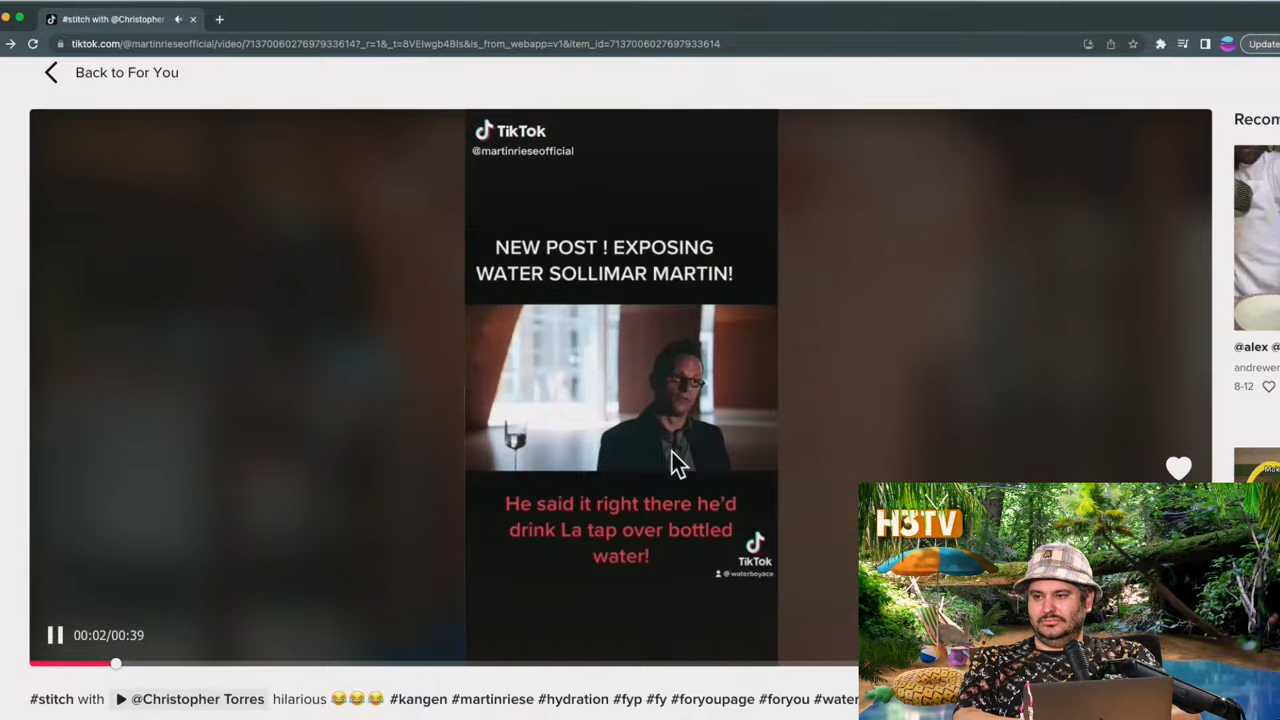 #stitch with @Christopher
tiktok.com/@martinrieseofficial/video/7137006027697933614?_r=1&_t=8VEIwgb4BIs&is_from_webapp=v1&item_id=7137006027697933614
Update
Back to For You
TikTok
@martinrieseofficial
Recom
NEW POST ! EXPOSING
WATER SOLLIMAR MARTIN!
@alex @
andrewer
8-12
He said it right there he'd
drink La tap over bottled
water!
TikTok
@waterboyace
Mak
H3TV
00:02/00:39
#stitch with @Christopher Torres hilarious 😂😂😂 #kangen #martinriese #hydration #fyp #fy #foryoupage #foryou #water